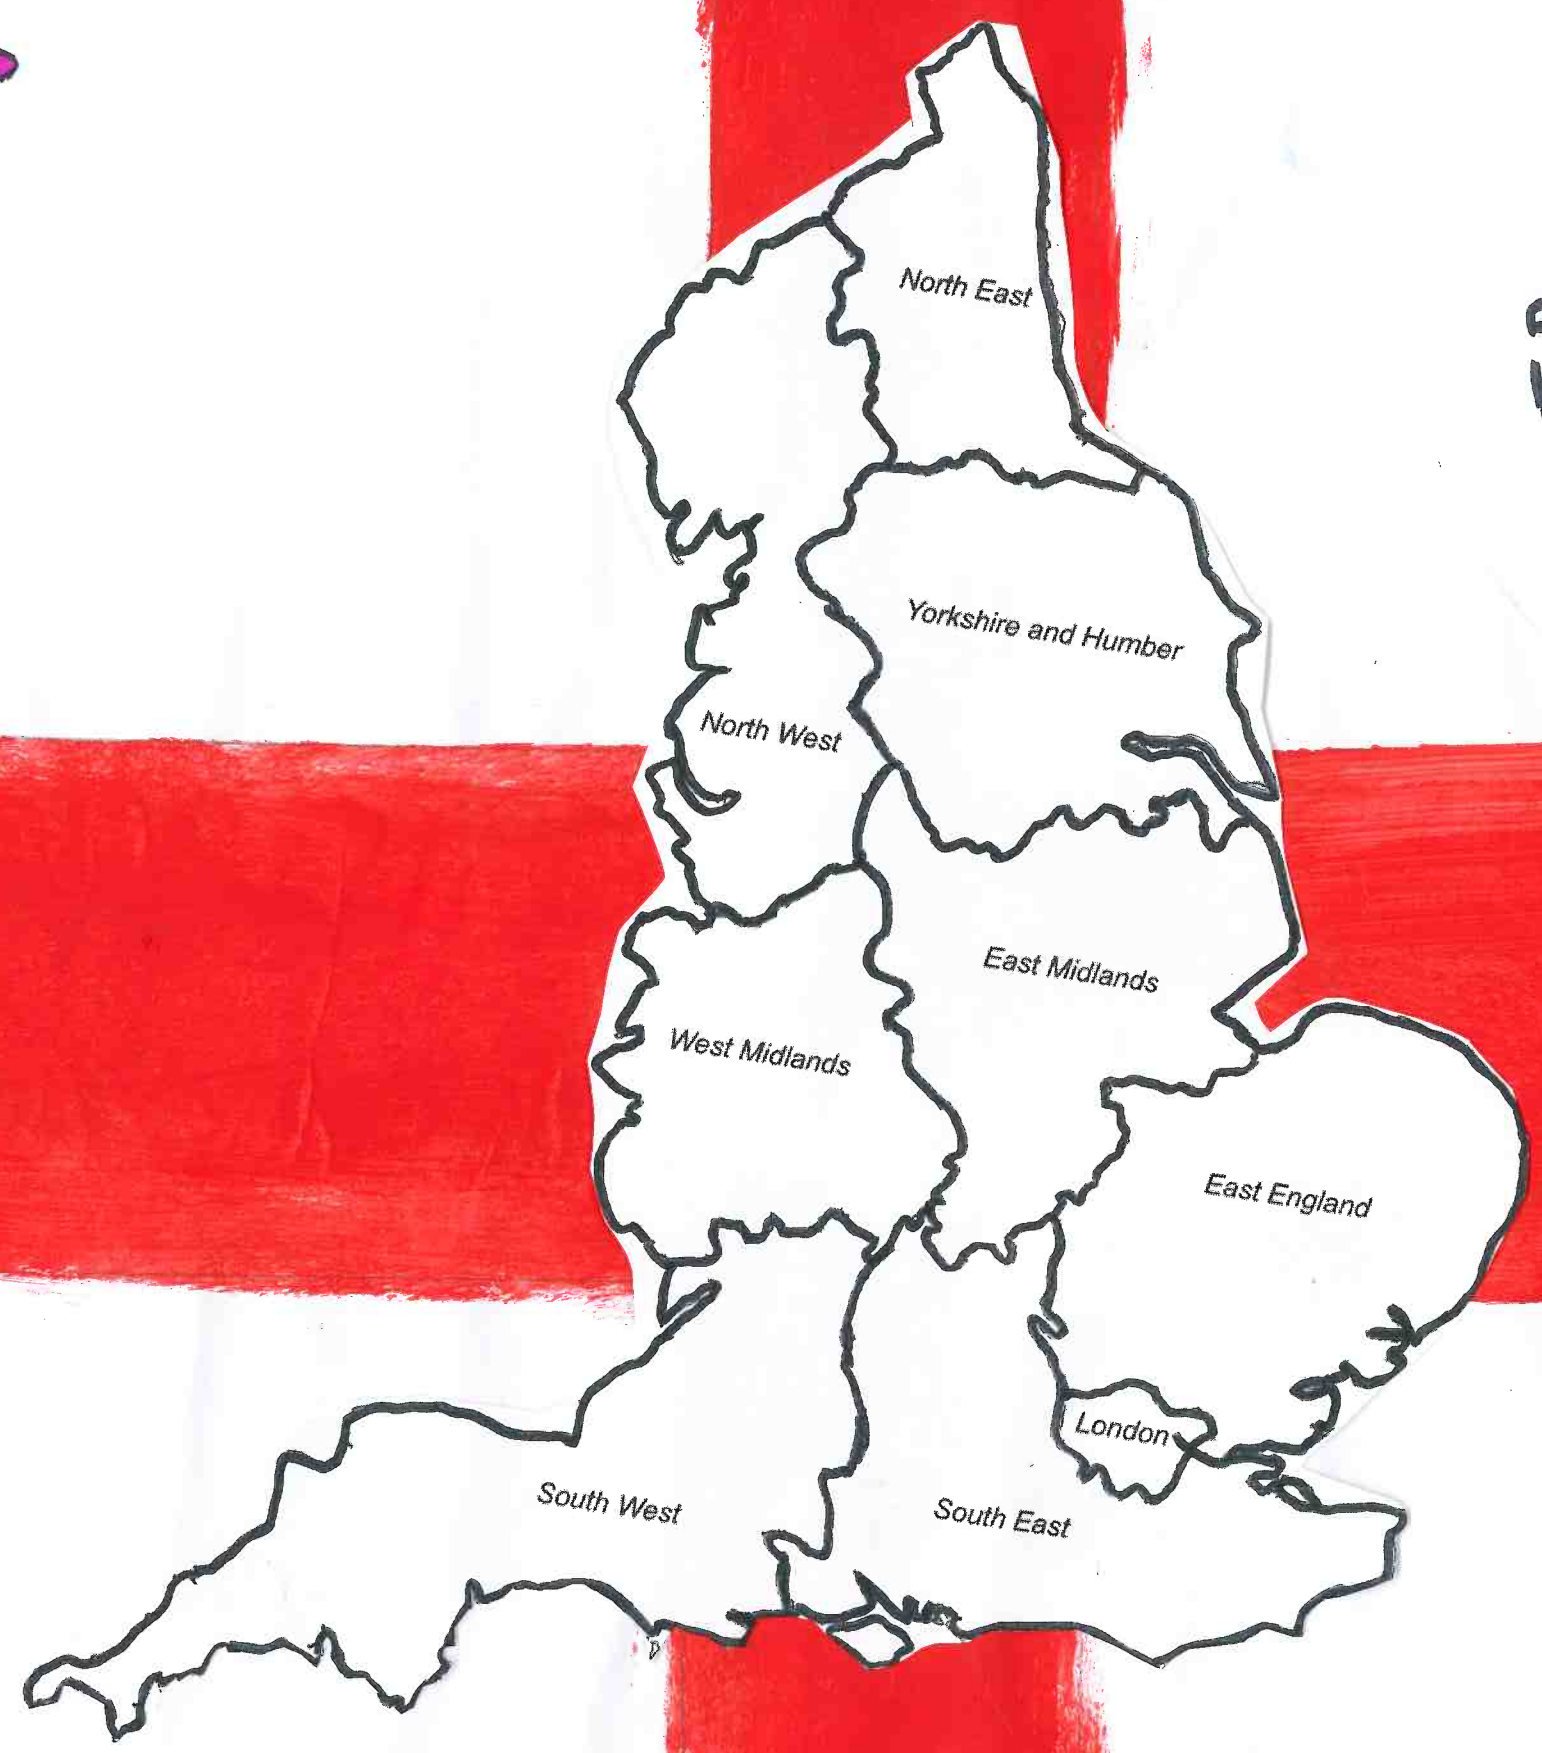 North East
Yorkshire and Humber
North West
East Midlands
West Midlands
East England
London
South West
South East